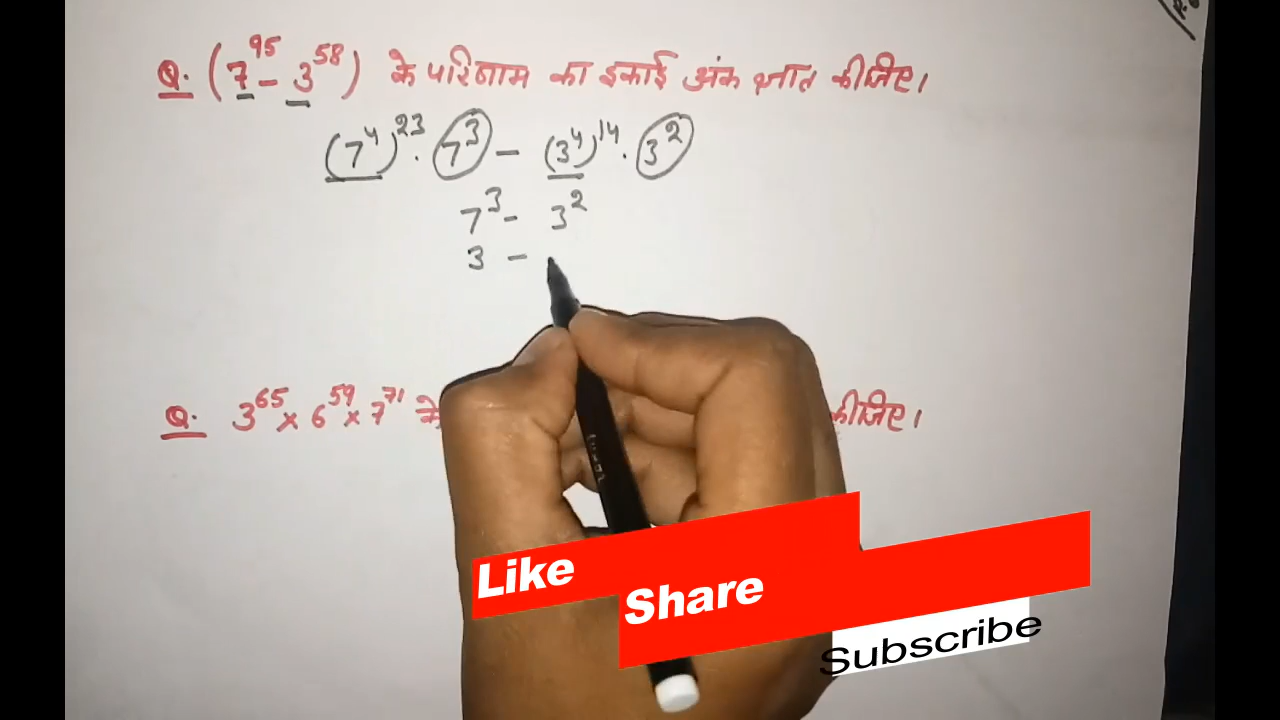 Q. (7^95 - 3^58) के परिणाम का इकाई अंक ज्ञात कीजिए।
(7^4)^23 . 7^3 - (3^4)^14 . 3^2
7^3 - 3^2
3 -
Q. 3^65 × 6^59 × 7^71 के कीजिए।
Like
Share
Subscribe